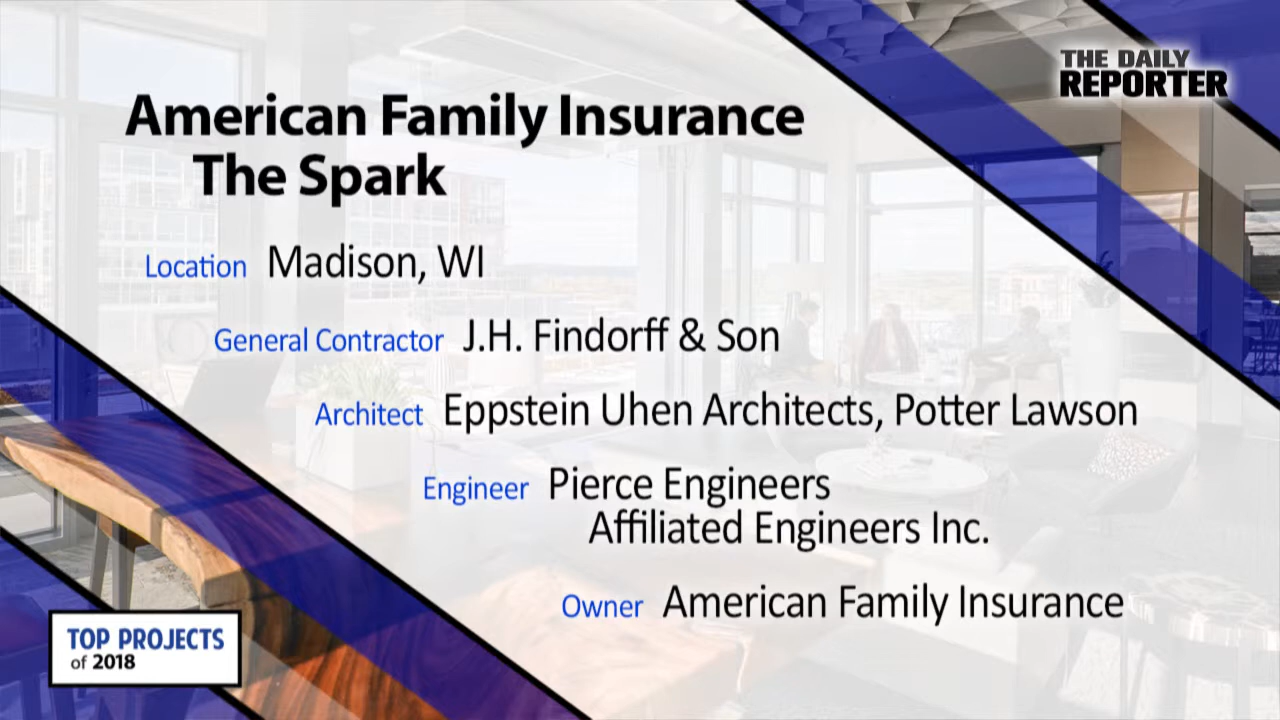 THE DAILY
REPORTER
American Family Insurance
The Spark
Location Madison, WI
General Contractor J.H. Findorff & Son
Architect Eppstein Uhen Architects, Potter Lawson
Engineer Pierce Engineers
Affiliated Engineers Inc.
Owner American Family Insurance
TOP PROJECTS
of 2018